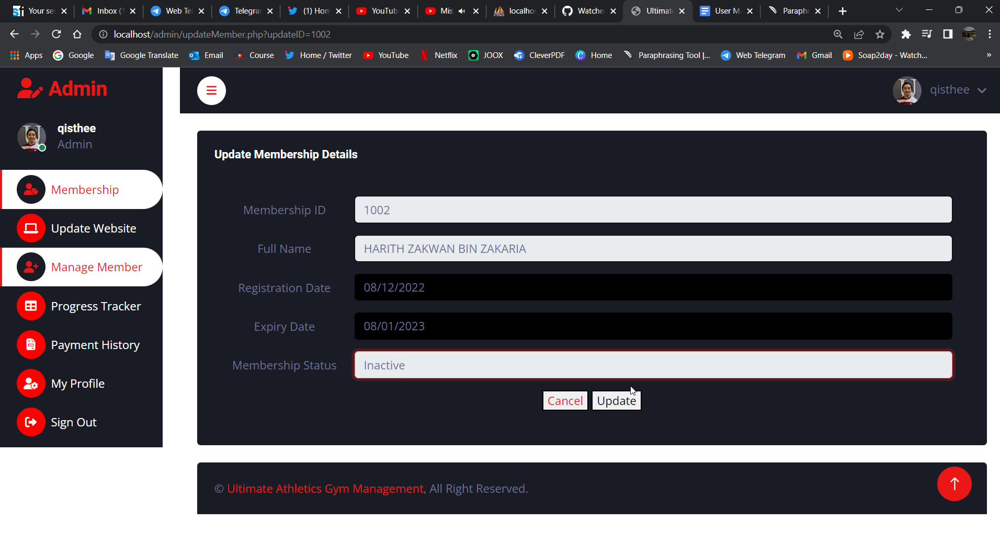 Your se
Inbox (1
Web Te
Telegra
(1) Hom
YouTub
Mis
localhos
Watche
Ultimat
User M
Paraphr
localhost/admin/updateMember.php?updateID=1002
Apps
Google
Google Translate
Email
Course
Home / Twitter
YouTube
Netflix
JOOX
CleverPDF
Home
Paraphrasing Tool |...
Web Telegram
Gmail
Soap2day - Watch...
»
Admin
qisthee
qisthee
Admin
Membership
Update Website
Manage Member
Progress Tracker
Payment History
My Profile
Sign Out
Update Membership Details
Membership ID 1002
Full Name HARITH ZAKWAN BIN ZAKARIA
Registration Date 08/12/2022
Expiry Date 08/01/2023
Membership Status Inactive
Cancel Update
© Ultimate Athletics Gym Management, All Right Reserved.